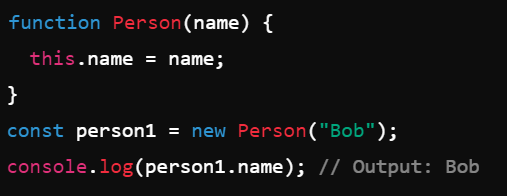 function Person(name) {
  this.name = name;
}
const person1 = new Person("Bob");
console.log(person1.name); // Output: Bob